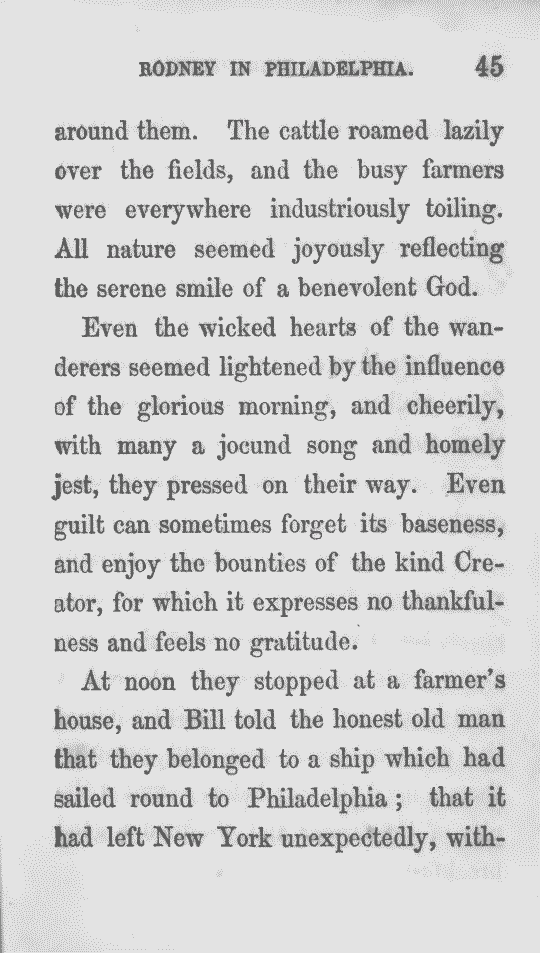 RODNEY IN PHILADELPHIA. 45
around them. The cattle roamed lazily
over the fields, and the busy farmers
were everywhere industriously toiling.
All nature seemed joyously reflecting
the serene smile of a benevolent God.
Even the wicked hearts of the wan-
derers seemed lightened by the influence
of the glorious morning, and cheerily,
with many a jocund song and homely
jest, they pressed on their way. Even
guilt can sometimes forget its baseness,
and enjoy the bounties of the kind Cre-
ator, for which it expresses no thankful-
ness and feels no gratitude.
At noon they stopped at a farmer's
house, and Bill told the honest old man
that they belonged to a ship which had
sailed round to Philadelphia ; that it
had left New York unexpectedly, with-